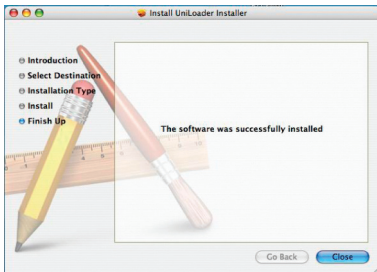 Install UniLoader Installer
Introduction
Select Destination
Installation Type
Install
Finish Up
The software was successfully installed
Go Back
Close